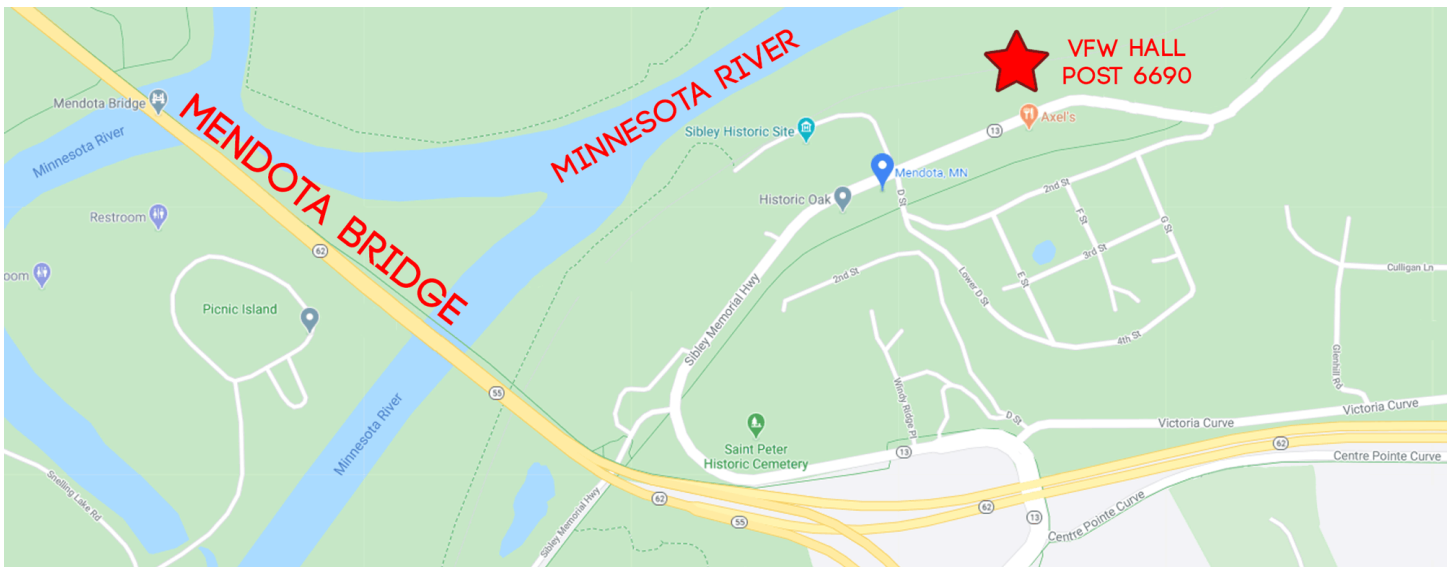 VFW HALL
POST 6690
MINNESOTA RIVER
MENDOTA BRIDGE
Mendota Bridge
Minnesota River
Sibley Historic Site
13
Axel's
Mendota, MN
Historic Oak
D St
2nd St
F St
G St
3rd St
E St
4th St
Lower D St
2nd St
Culligan Ln
Glenhill Rd
Restroom
62
oom
Picnic Island
Sibley Memorial Hwy
55
Minnesota River
Windy Ridge Pl
D St
Victoria Curve
Victoria Curve
Saint Peter
Historic Cemetery
13
62
Centre Pointe Curve
Snelling Lake Rd
Sibley Memorial Hwy
62
55
62
13
Centre Pointe Curve